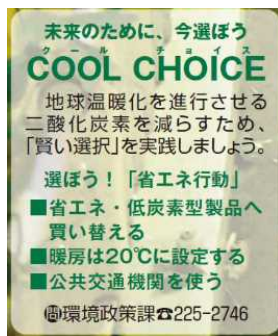 未来のために、今選ぼう
クール チョイス
COOL CHOICE
地球温暖化を進行させる
二酸化炭素を減らすため、
「賢い選択」を実践しましょう。
選ぼう！「省エネ行動」
■省エネ・低炭素型製品へ
買い替える
■暖房は20℃に設定する
■公共交通機関を使う
㉄環境政策課☎225-2746